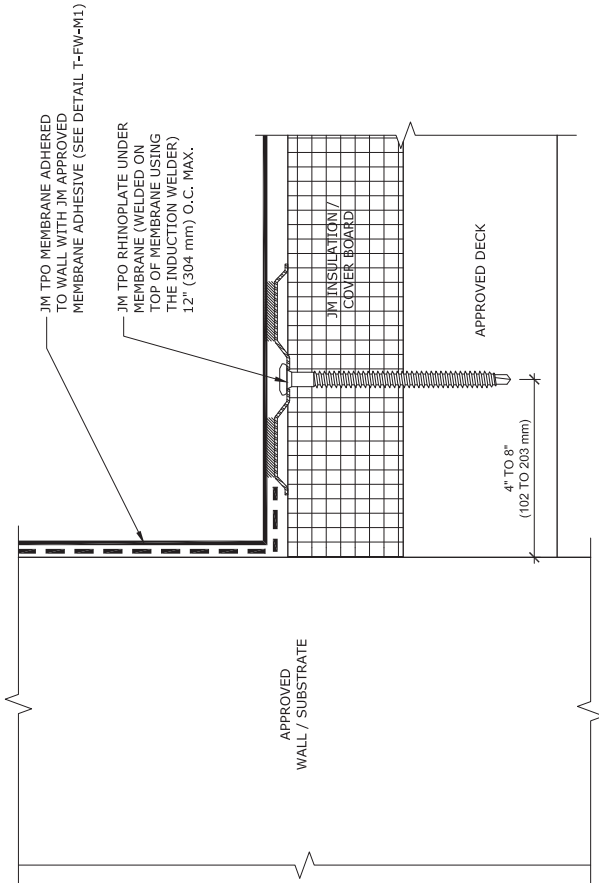 JM TPO MEMBRANE ADHERED
TO WALL WITH JM APPROVED
MEMBRANE ADHESIVE (SEE DETAIL T-FW-M1)
JM TPO RHINOPLATE UNDER
MEMBRANE (WELDED ON
TOP OF MEMBRANE USING
THE INDUCTION WELDER)
12" (304 mm) O.C. MAX.
JM INSULATION /
COVER BOARD
APPROVED DECK
4" TO 8"
(102 TO 203 mm)
APPROVED
WALL / SUBSTRATE